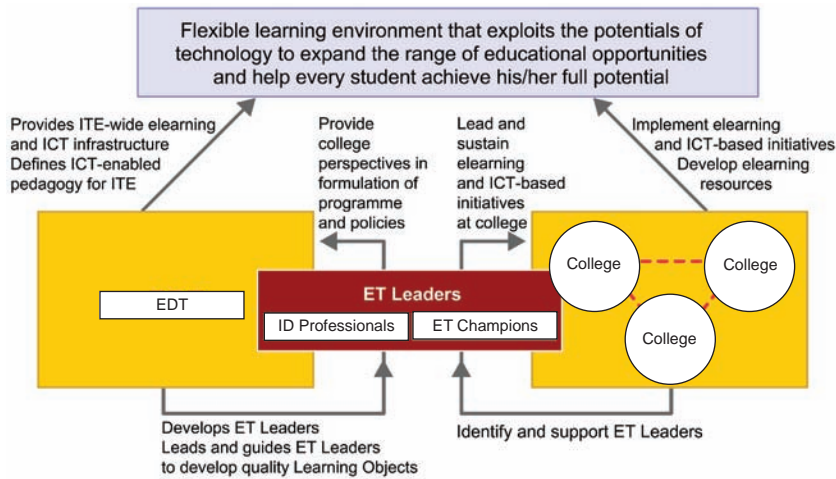 Flexible learning environment that exploits the potentials of
technology to expand the range of educational opportunities
and help every student achieve his/her full potential
Provides ITE-wide elearning
and ICT infrastructure
Defines ICT-enabled
pedagogy for ITE
Provide
college
perspectives in
formulation of
programme
and policies
Lead and
sustain
elearning
and ICT-based
initiatives
at college
Implement elearning
and ICT-based initiatives
Develop elearning
resources
EDT
ET Leaders
ID Professionals
ET Champions
College
College
College
Develops ET Leaders
Leads and guides ET Leaders
to develop quality Learning Objects
Identify and support ET Leaders